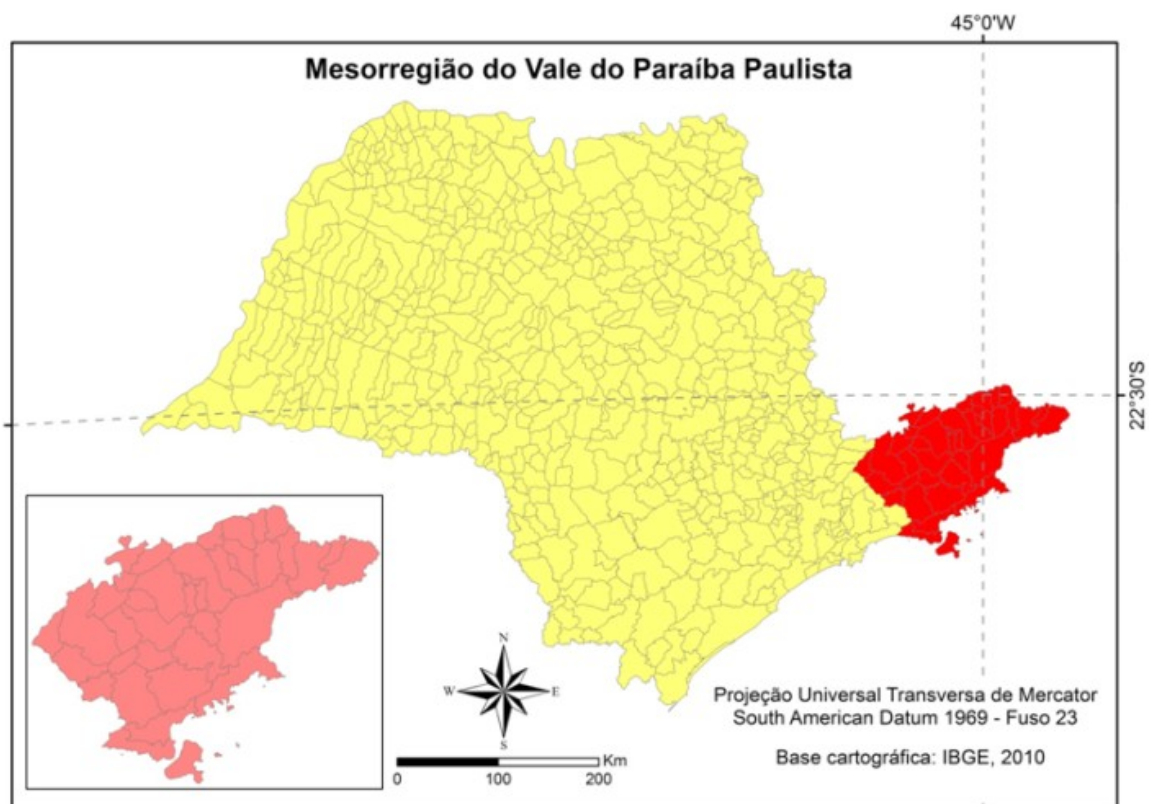 45°0'W
Mesorregião do Vale do Paraíba Paulista
22°30'S
N
W
E
S
Km
0
100
200
Projeção Universal Transversa de Mercator
South American Datum 1969 - Fuso 23
Base cartográfica: IBGE, 2010